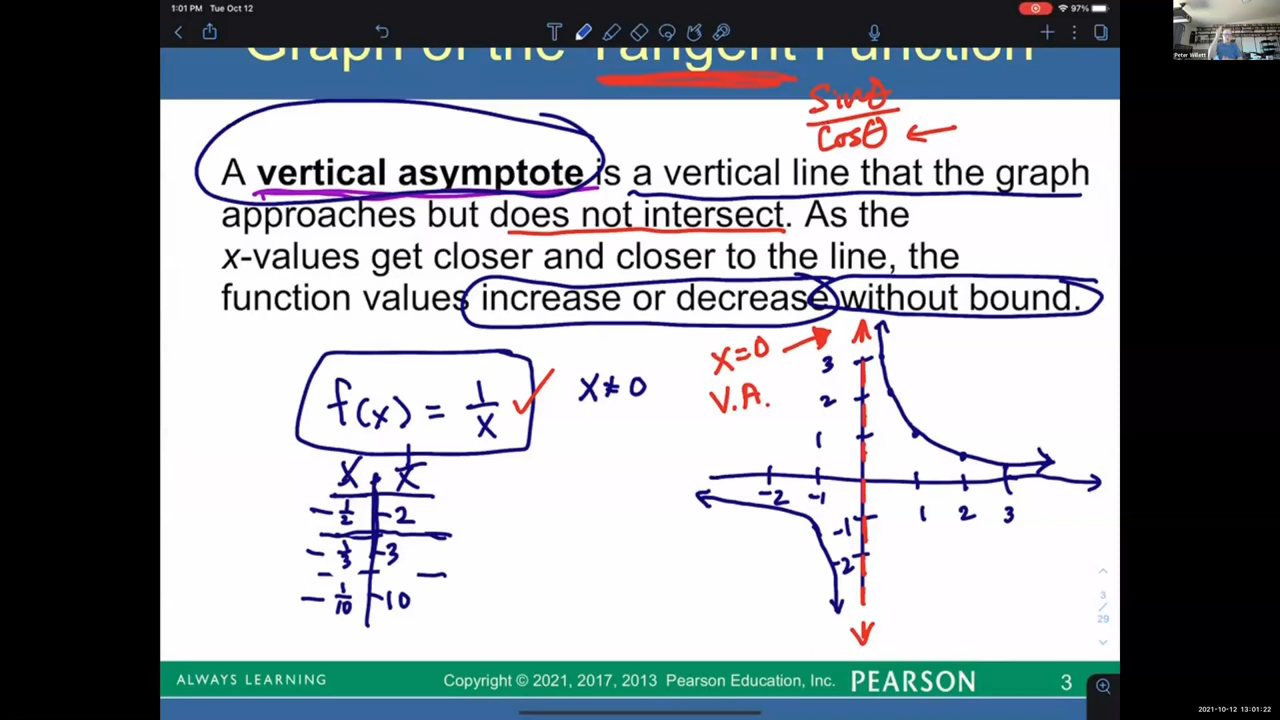 1:01 PM Tue Oct 12
97%
Peter Willett
Graph of the Tangent Function
sinθ
cosθ
A vertical asymptote is a vertical line that the graph
approaches but does not intersect. As the
x-values get closer and closer to the line, the
function values increase or decrease without bound.
f(x) = 1/x
x ≠ 0
x=0
V.A.
3
2
1
-2 -1
1 2 3
-1
-2
x 1/x
-1/2 -2
-1/3 -3
-1/10 -10
3
/
29
ALWAYS LEARNING
Copyright © 2021, 2017, 2013 Pearson Education, Inc.
PEARSON
3
2021-10-12 13:01:22